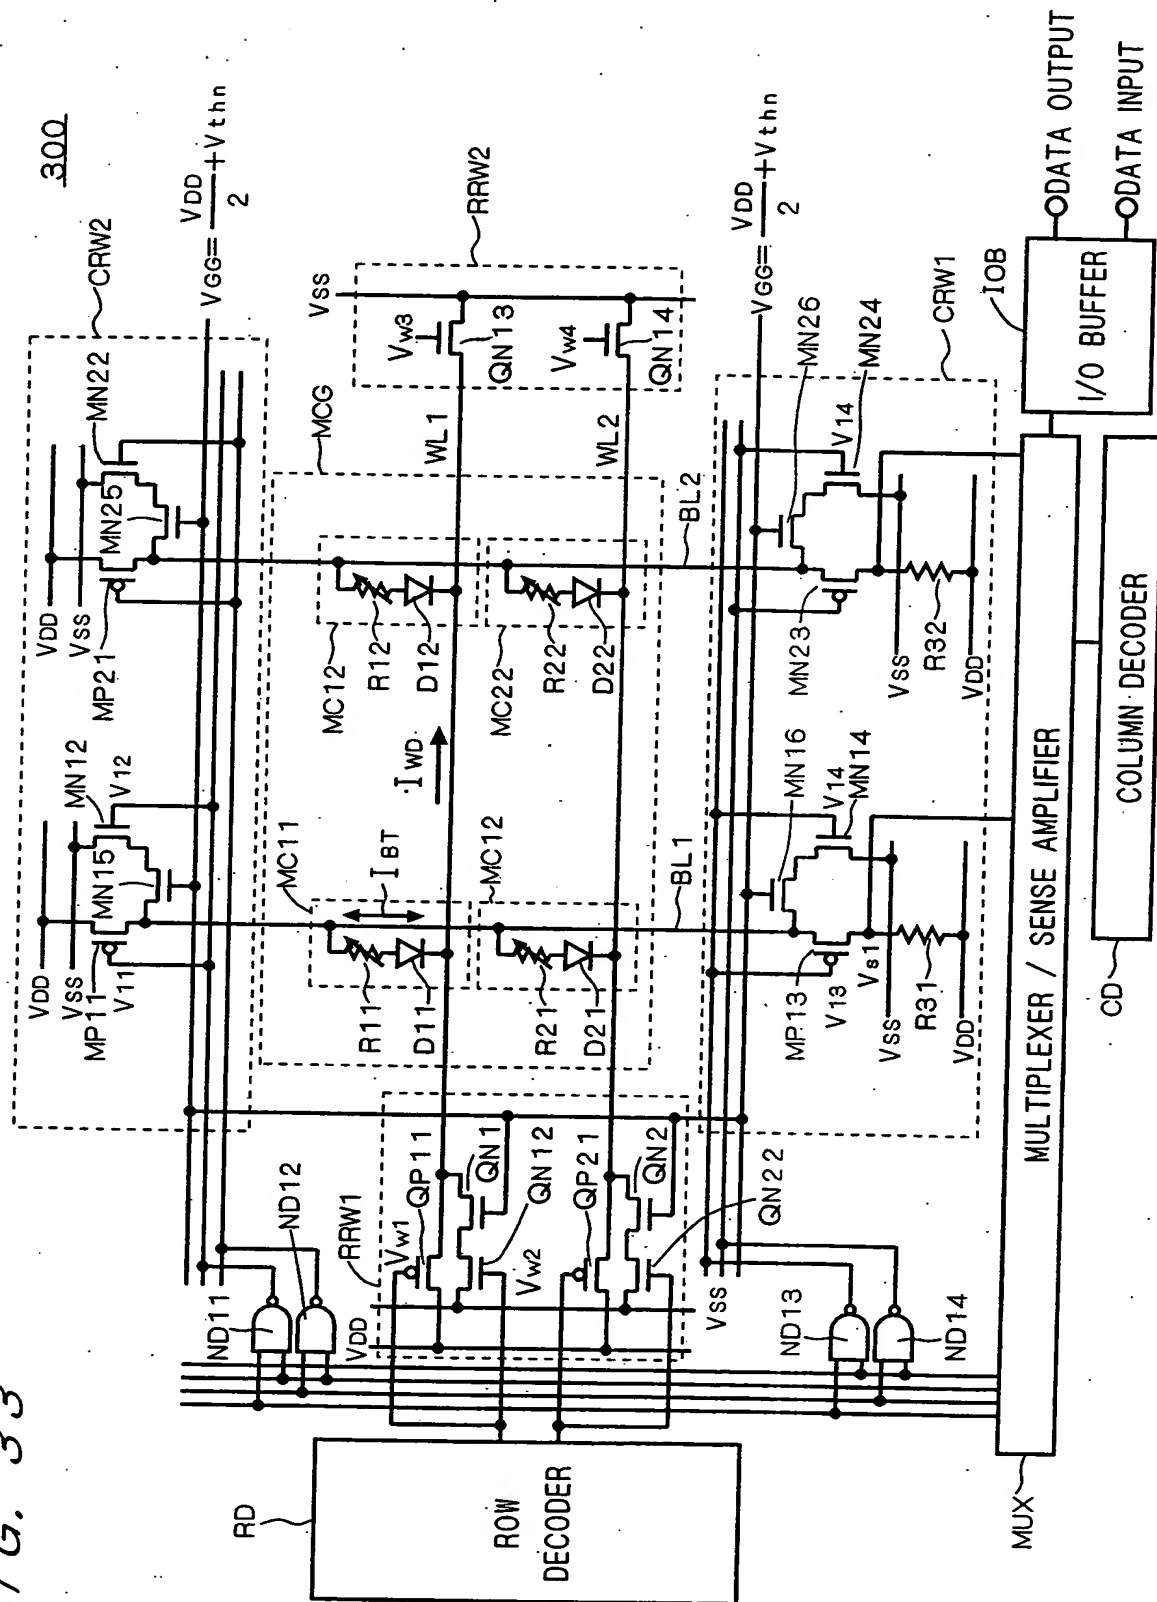 FIG. 33
300
CRW2
VDD
VSS
MP11
V11
MN15
MN12
V12
VDD
VSS
MP21
MN25
MN22
VGG= VDD/2 +Vthn
ND11
ND12
RRW1
VDD
Vw1
QP11
QN1
Vw2
QN12
QP21
QN2
QN22
VSS
RD
ROW
DECODER
MCG
MC11
R11
D11
IBT
MC12
R21
D21
BL1
IWD
MC12
R12
D12
MC22
R22
D22
BL2
WL1
WL2
RRW2
VSS
Vw3
QN13
Vw4
QN14
VGG= VDD/2 +Vthn
ND13
ND14
CRW1
MP13
V13
MN16
V14
MN14
Vs1
VSS
R31
VDD
MN23
MN26
V14
MN24
VSS
R32
VDD
MUX
MULTIPLEXER / SENSE AMPLIFIER
CD
COLUMN DECODER
IOB
I/O BUFFER
DATA OUTPUT
DATA INPUT